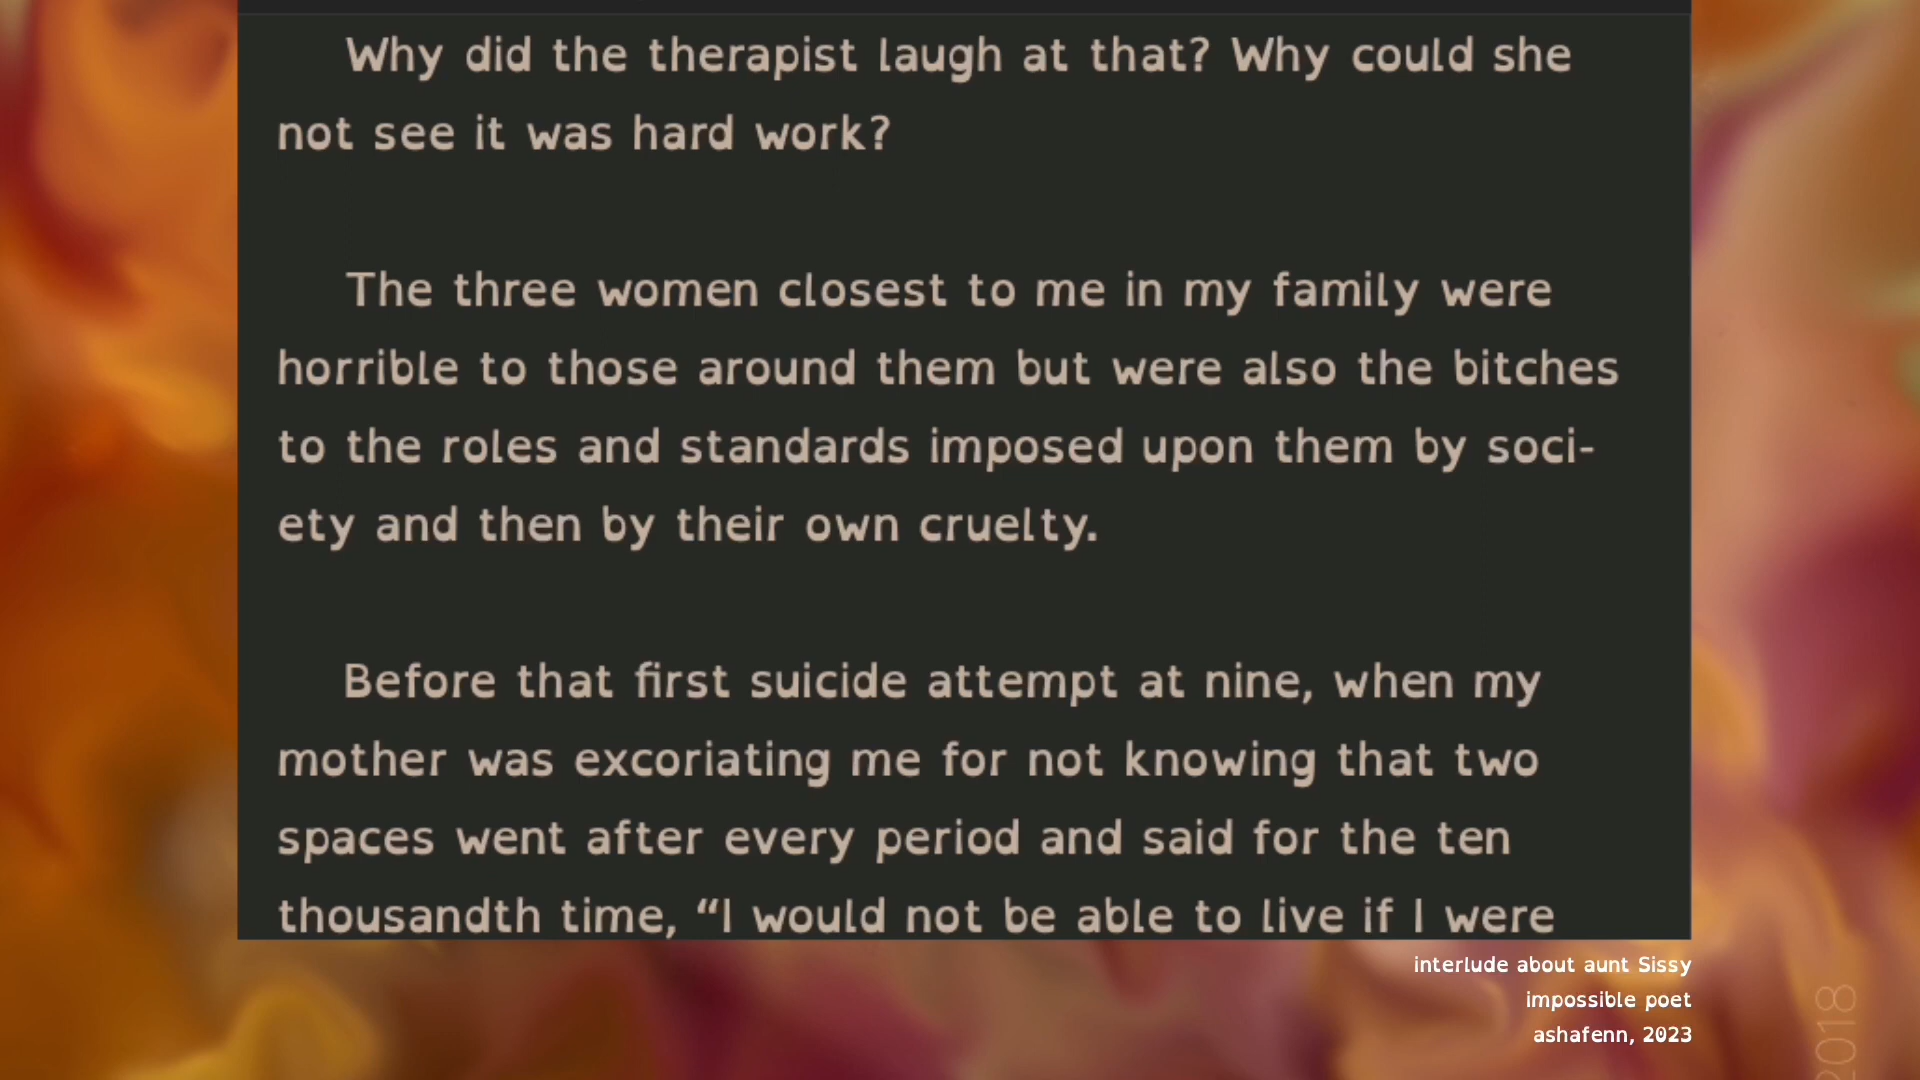 Why did the therapist laugh at that? Why could she
not see it was hard work?
The three women closest to me in my family were
horrible to those around them but were also the bitches
to the roles and standards imposed upon them by soci-
ety and then by their own cruelty.
Before that first suicide attempt at nine, when my
mother was excoriating me for not knowing that two
spaces went after every period and said for the ten
thousandth time, “I would not be able to live if I were
interlude about aunt Sissy
impossible poet
ashafenn, 2023
2018